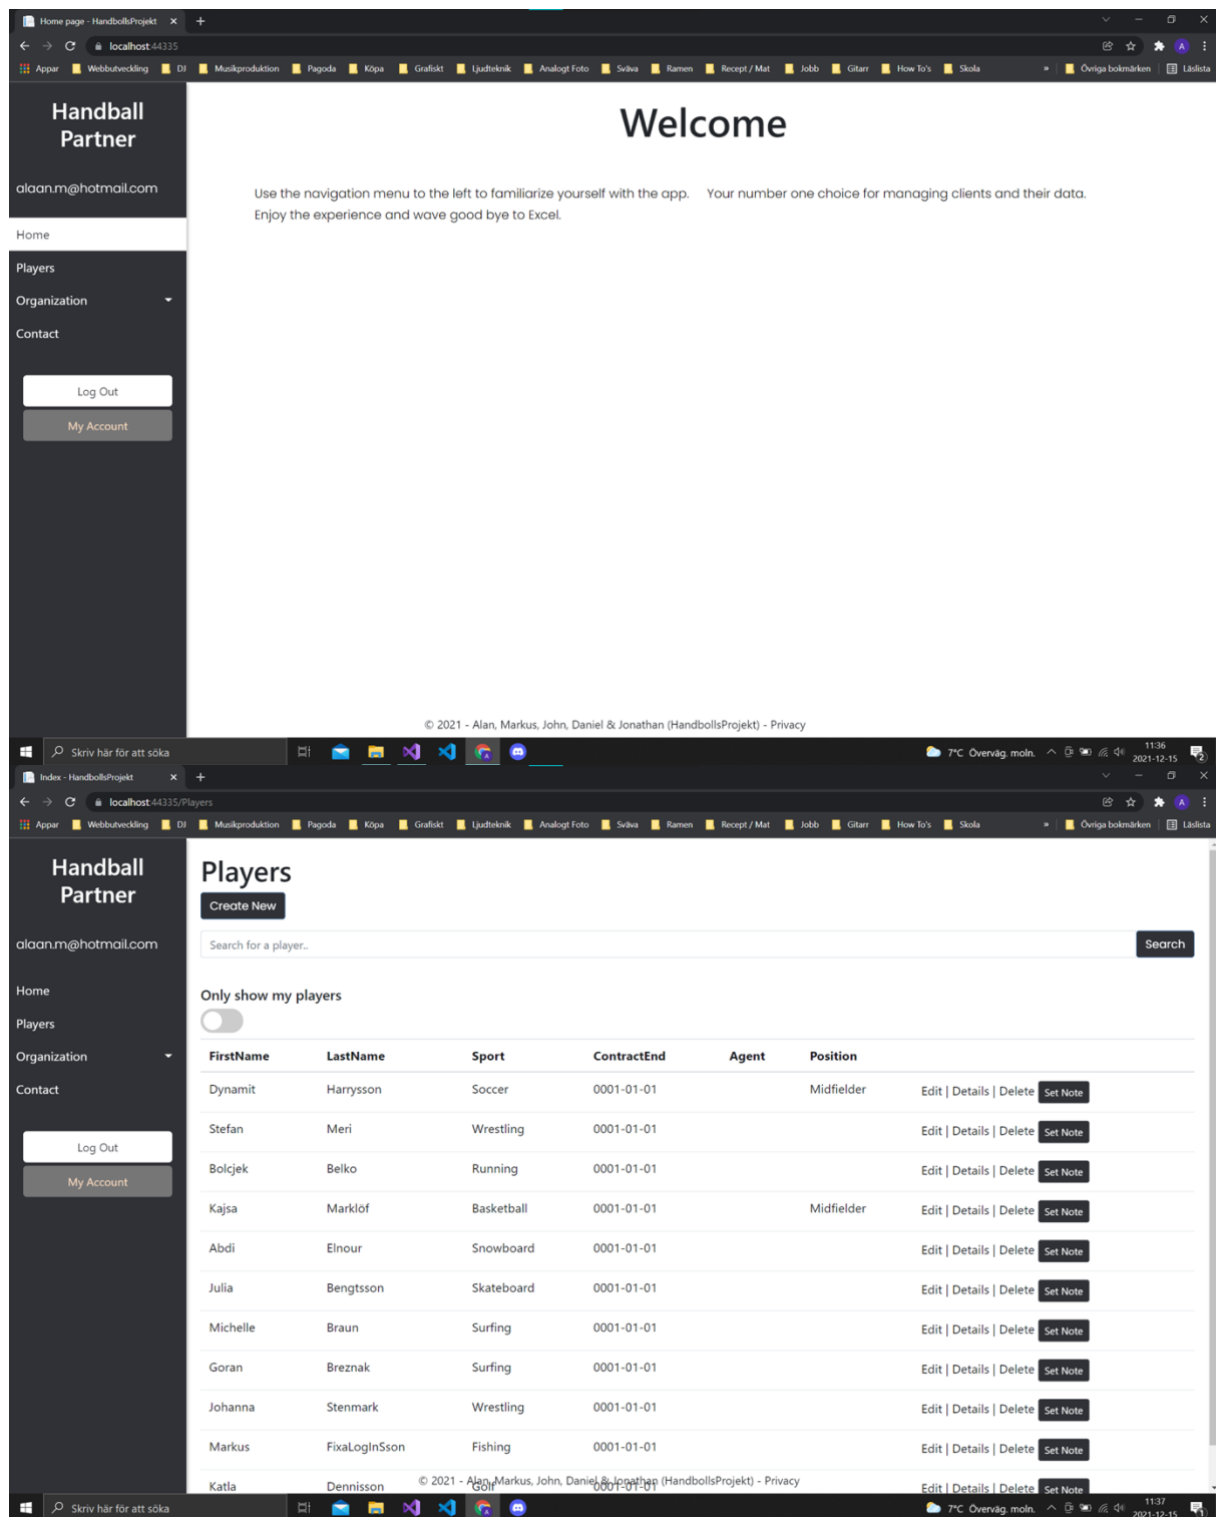 Home page - HandbollsProjekt
localhost:44335
Appar Webbutveckling DJ Musikproduktion Pagoda Köpa Grafiskt Ljudteknik Analogt Foto Sväva Ramen Recept / Mat Jobb Gitarr How To's Skola » Övriga bokmärken Läslista
Handball
Partner
Welcome
alaan.m@hotmail.com
Use the navigation menu to the left to familiarize yourself with the app. Your number one choice for managing clients and their data.
Enjoy the experience and wave good bye to Excel.
Home
Players
Organization
Contact
Log Out
My Account
© 2021 - Alan, Markus, John, Daniel & Jonathan (HandbollsProjekt) - Privacy
Skriv här för att söka 7°C Överväg. moln. 11:36
2021-12-15 2
Index - HandbollsProjekt
localhost:44335/Players
Appar Webbutveckling DJ Musikproduktion Pagoda Köpa Grafiskt Ljudteknik Analogt Foto Sväva Ramen Recept / Mat Jobb Gitarr How To's Skola » Övriga bokmärken Läslista
Handball
Partner
alaan.m@hotmail.com
Home
Players
Organization
Contact
Log Out
My Account
Players
Create New
Search for a player.. Search
Only show my players
FirstName LastName Sport ContractEnd Agent Position
Dynamit Harrysson Soccer 0001-01-01 Midfielder Edit | Details | Delete Set Note
Stefan Meri Wrestling 0001-01-01 Edit | Details | Delete Set Note
Bolcjek Belko Running 0001-01-01 Edit | Details | Delete Set Note
Kajsa Marklöf Basketball 0001-01-01 Midfielder Edit | Details | Delete Set Note
Abdi Elnour Snowboard 0001-01-01 Edit | Details | Delete Set Note
Julia Bengtsson Skateboard 0001-01-01 Edit | Details | Delete Set Note
Michelle Braun Surfing 0001-01-01 Edit | Details | Delete Set Note
Goran Breznak Surfing 0001-01-01 Edit | Details | Delete Set Note
Johanna Stenmark Wrestling 0001-01-01 Edit | Details | Delete Set Note
Markus FixaLogInSson Fishing 0001-01-01 Edit | Details | Delete Set Note
Katla Dennisson Golf 0001-01-01 Edit | Details | Delete Set Note
© 2021 - Alan, Markus, John, Daniel & Jonathan (HandbollsProjekt) - Privacy
Skriv här för att söka 7°C Överväg. moln. 11:37
2021-12-15 1